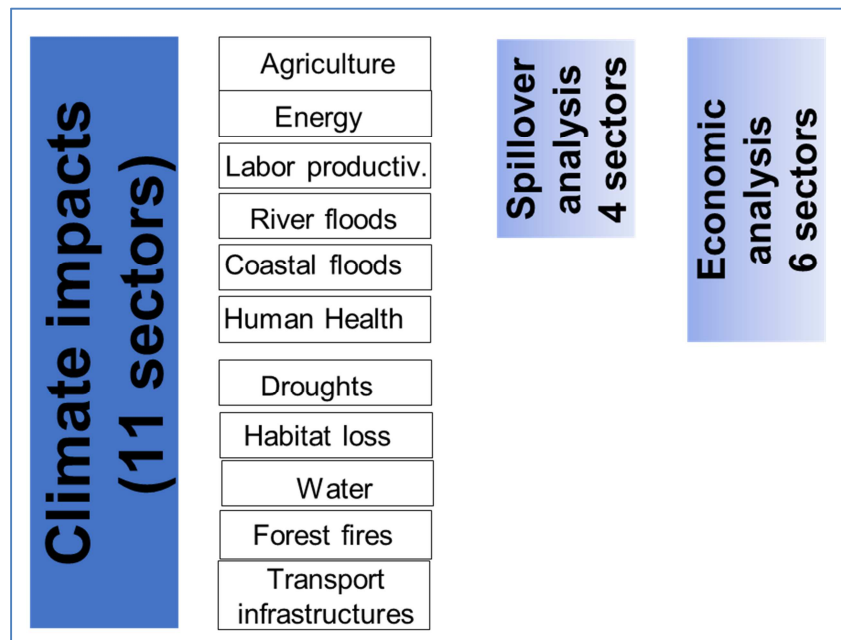 Climate impacts
(11 sectors)
Agriculture
Energy
Labor productiv.
River floods
Coastal floods
Human Health
Droughts
Habitat loss
Water
Forest fires
Transport
infrastructures
Spillover
analysis
4 sectors
Economic
analysis
6 sectors